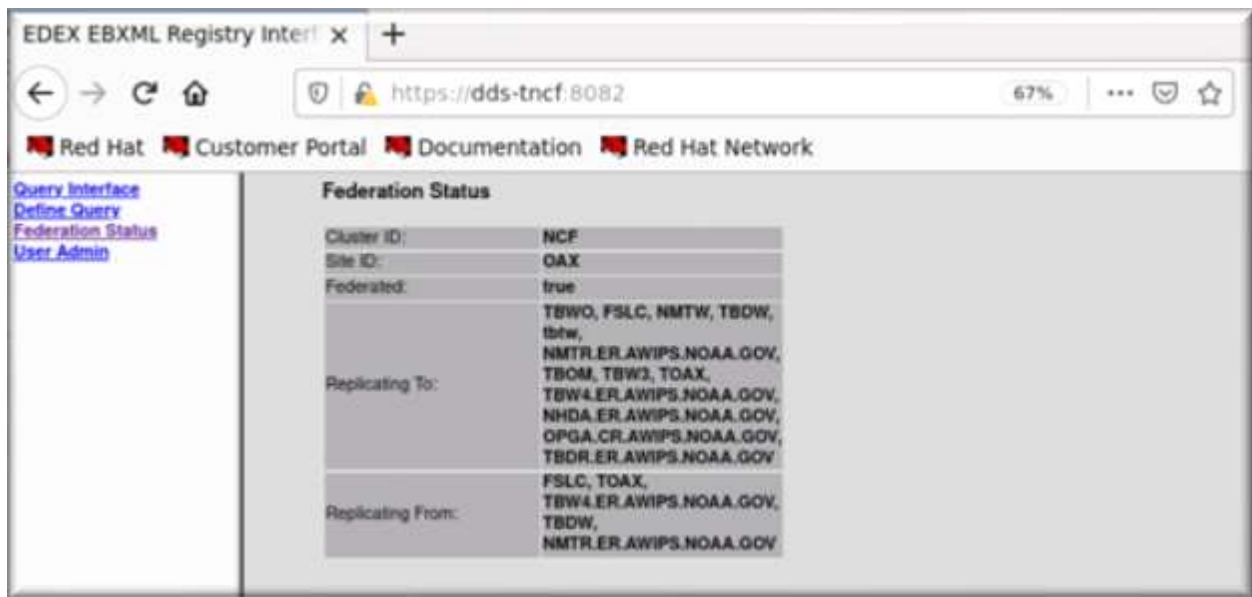 EDEX EBXML Registry Inter
https://dds-tncf:8082
67%
Red Hat Customer Portal Documentation Red Hat Network
Query Interface
Define Query
Federation Status
User Admin
Federation Status
Cluster ID: NCF
Site ID: OAX
Federated: true
Replicating To:
TBWO, FSLC, NMTW, TBDW,
tbtw,
NMTR.ER.AWIPS.NOAA.GOV,
TBOM, TBW3, TOAX,
TBW4.ER.AWIPS.NOAA.GOV,
NHDA.ER.AWIPS.NOAA.GOV,
OPGA.CR.AWIPS.NOAA.GOV,
TBDR.ER.AWIPS.NOAA.GOV
Replicating From:
FSLC, TOAX,
TBW4.ER.AWIPS.NOAA.GOV,
TBDW,
NMTR.ER.AWIPS.NOAA.GOV